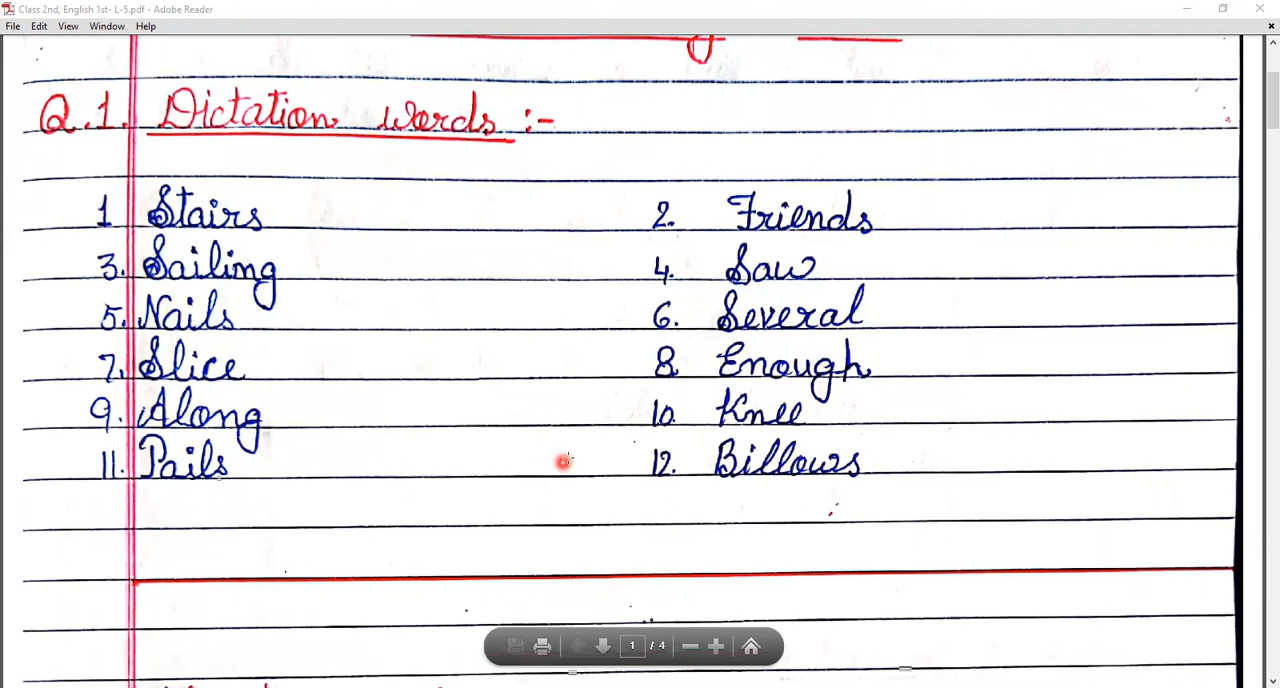 Class 2nd, English 1st- L-5.pdf - Adobe Reader
File Edit View Window Help
Q.1. Dictation words :-
1 Stairs 2. Friends
3. Sailing 4. Saw
5. Nails 6. Several
7. Slice 8. Enough
9. Along 10. Knee
11. Pails 12. Billows
1 / 4